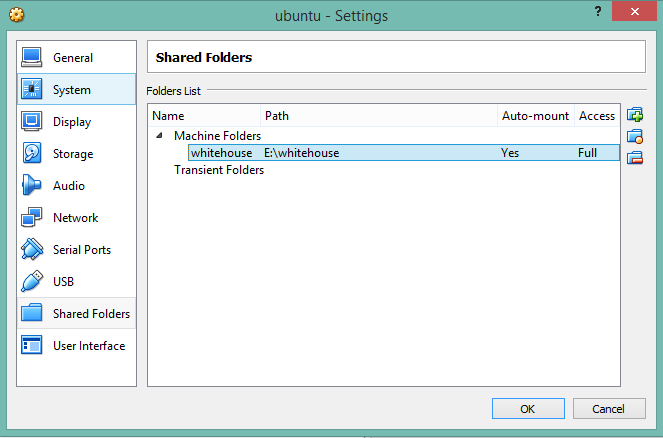 ubuntu - Settings
?
General
System
Display
Storage
Audio
Network
Serial Ports
USB
Shared Folders
User Interface
Shared Folders
Folders List
Name Path Auto-mount Access
Machine Folders
whitehouse E:\whitehouse Yes Full
Transient Folders
OK Cancel